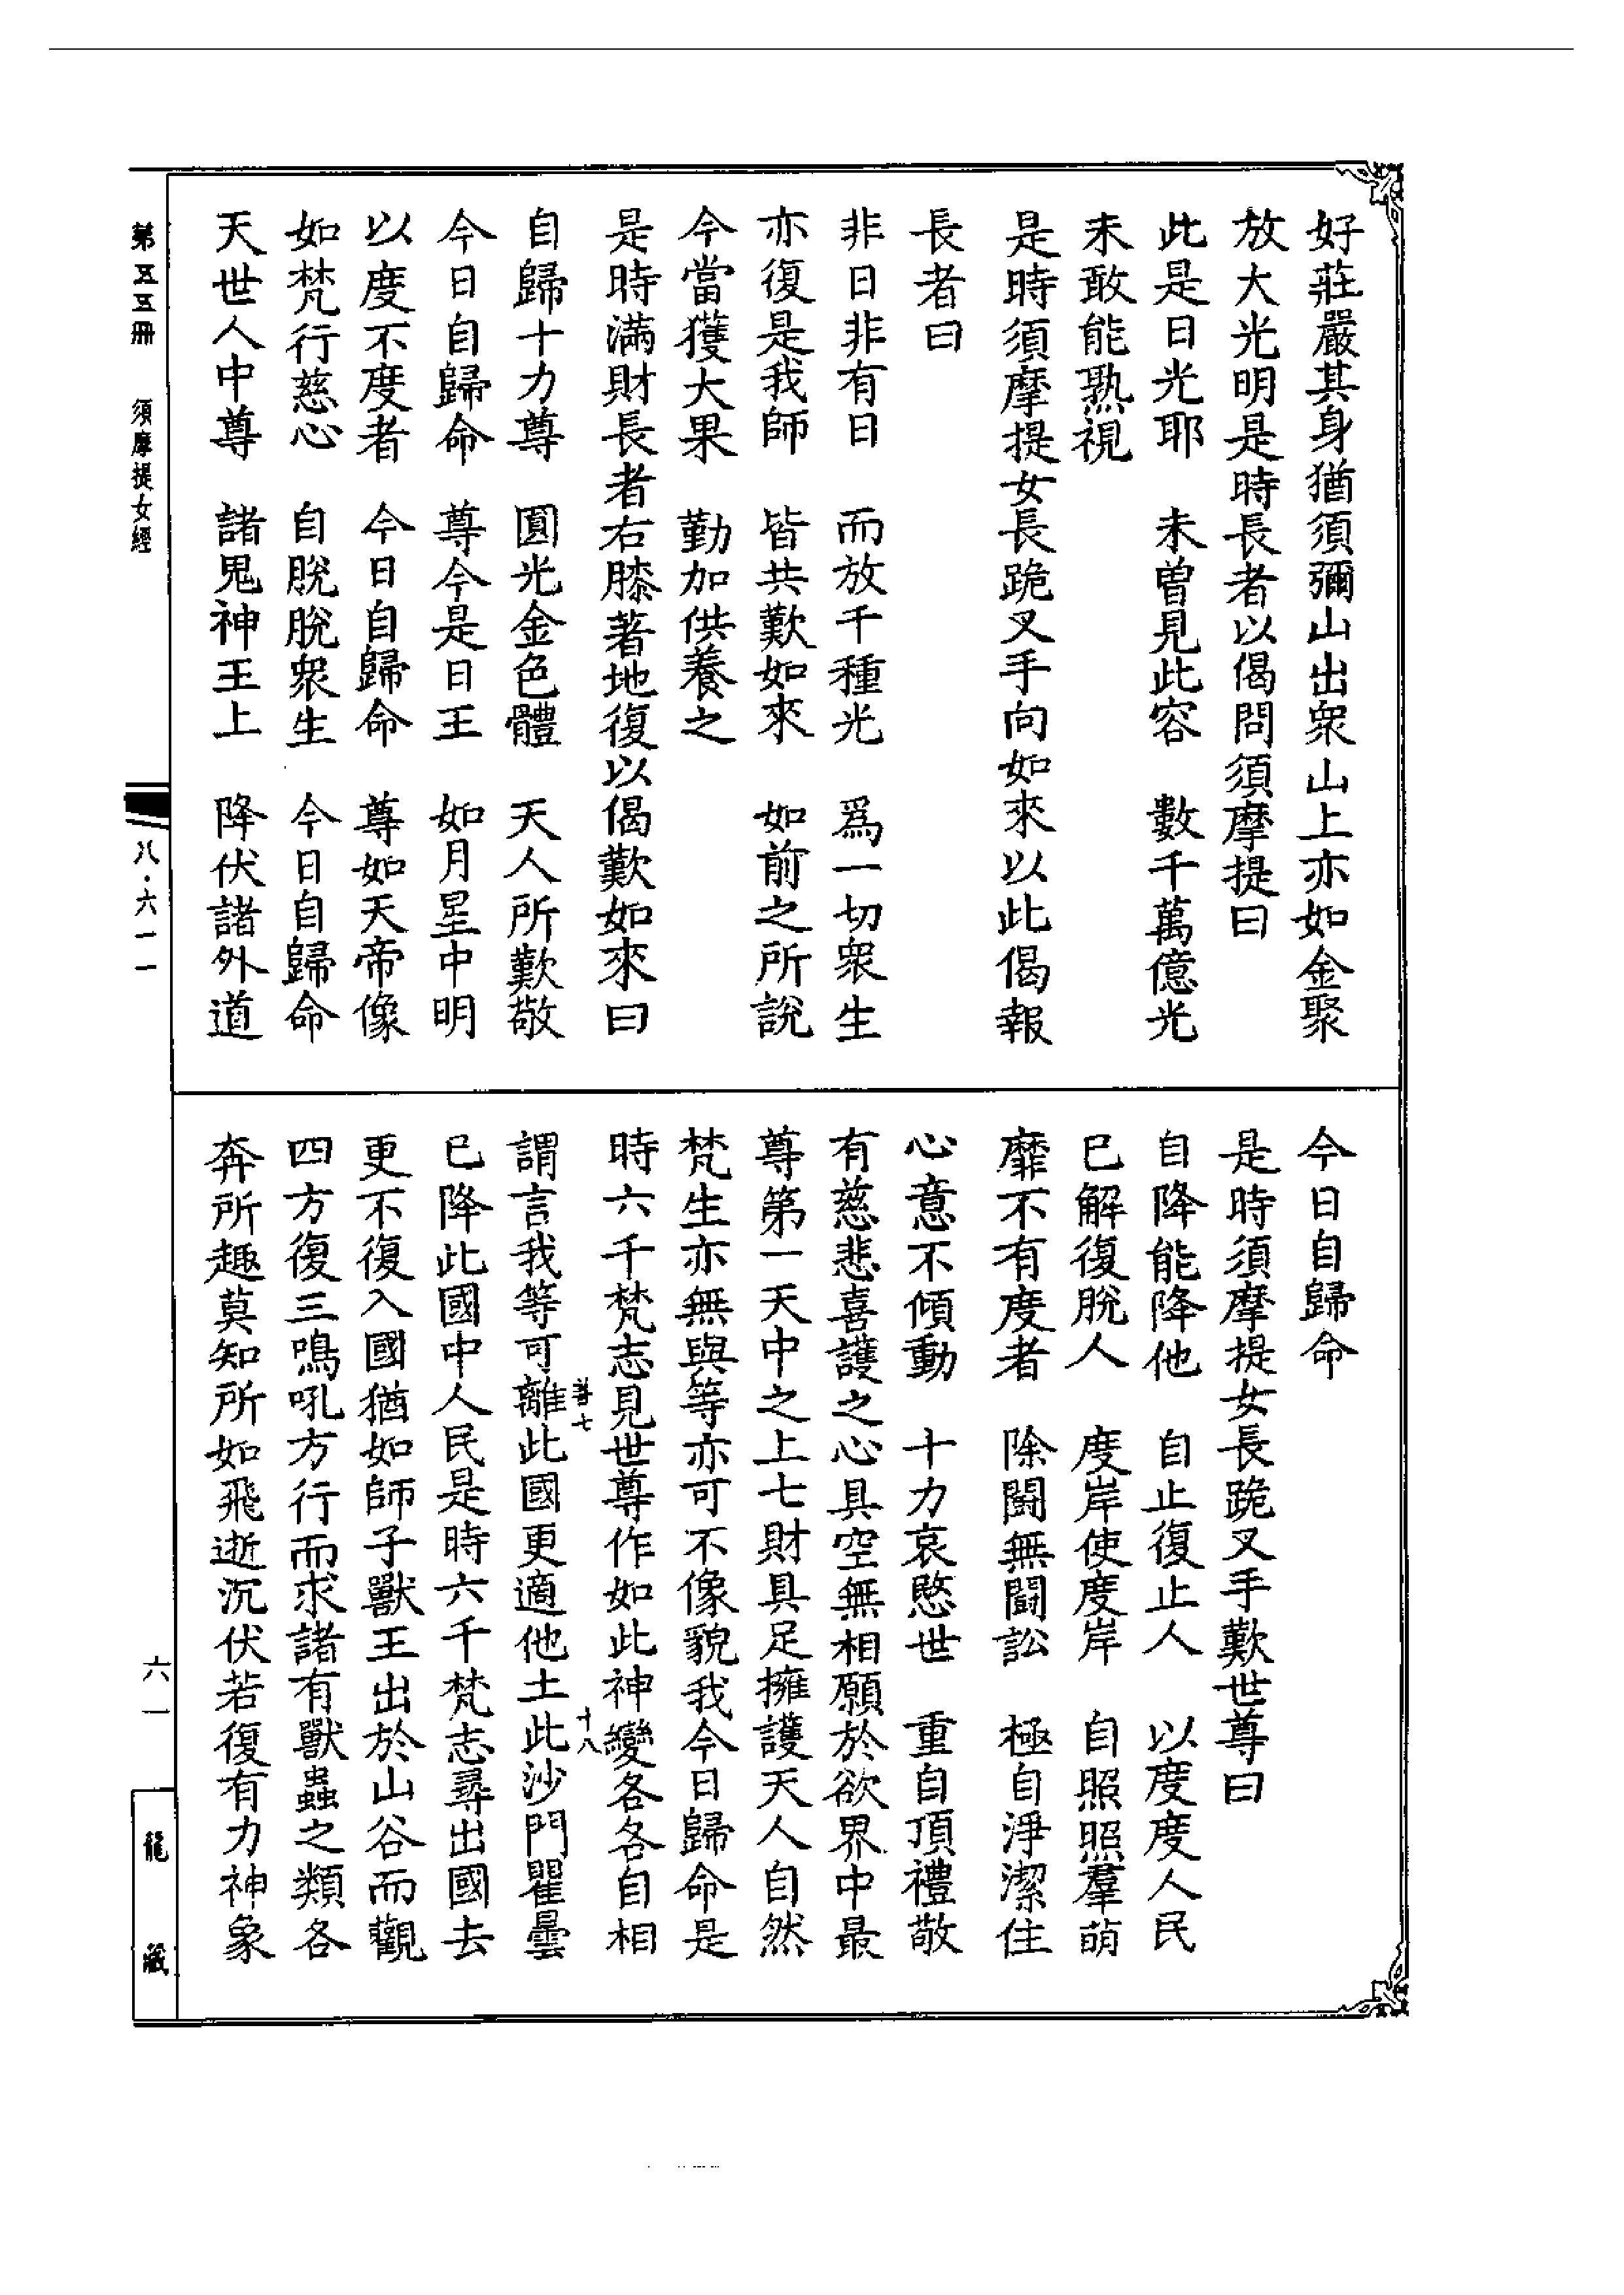 好莊嚴其身猶須彌山出衆山上亦如金聚
放大光明是時長者以偈問須摩提曰
此是日光耶　未曽見此容　數千萬億光
未敢能熟視
是時須摩提女長跪叉手向如來以此偈報
長者曰
非日非有日　而放千種光　爲一切衆生
亦復是我師　皆共歎如來　如前之所說
今當獲大果　勤加供養之
是時滿財長者右膝著地復以偈歎如來曰
自歸十力尊　圓光金色體　天人所歎敬
今日自歸命　尊今是日王　如月星中明
以度不度者　今日自歸命　尊如天帝像
如梵行慈心　自脫脫衆生　今日自歸命
天世人中尊　諸鬼神王上　降伏諸外道
今日自歸命
是時須摩提女長跪叉手歎世尊曰
自降能降他　自止復止人　以度度人民
已解復脫人　度岸使度岸　自照照羣萌
靡不有度者　除鬪無鬪訟　極自淨潔住
心意不傾動　十力哀愍世　重自頂禮敬
有慈悲喜護之心具空無相願於欲界中最
尊第一天中之上七財具足擁護天人自然
梵生亦無與等亦可不像貌我今日歸命是
時六千梵志見世尊作如此神變各各自相
謂言我等可離此國更適他土此沙門瞿曇
已降此國中人民是時六千梵志尋出國去
更不復入國猶如師子獸王出於山谷而觀
四方復三鳴吼方行而求諸有獸蟲之類各
奔所趣莫知所如飛逝沉伏若復有力神象
善七
十八
第五五冊　須摩提女經
八·六一一
六一
龍藏